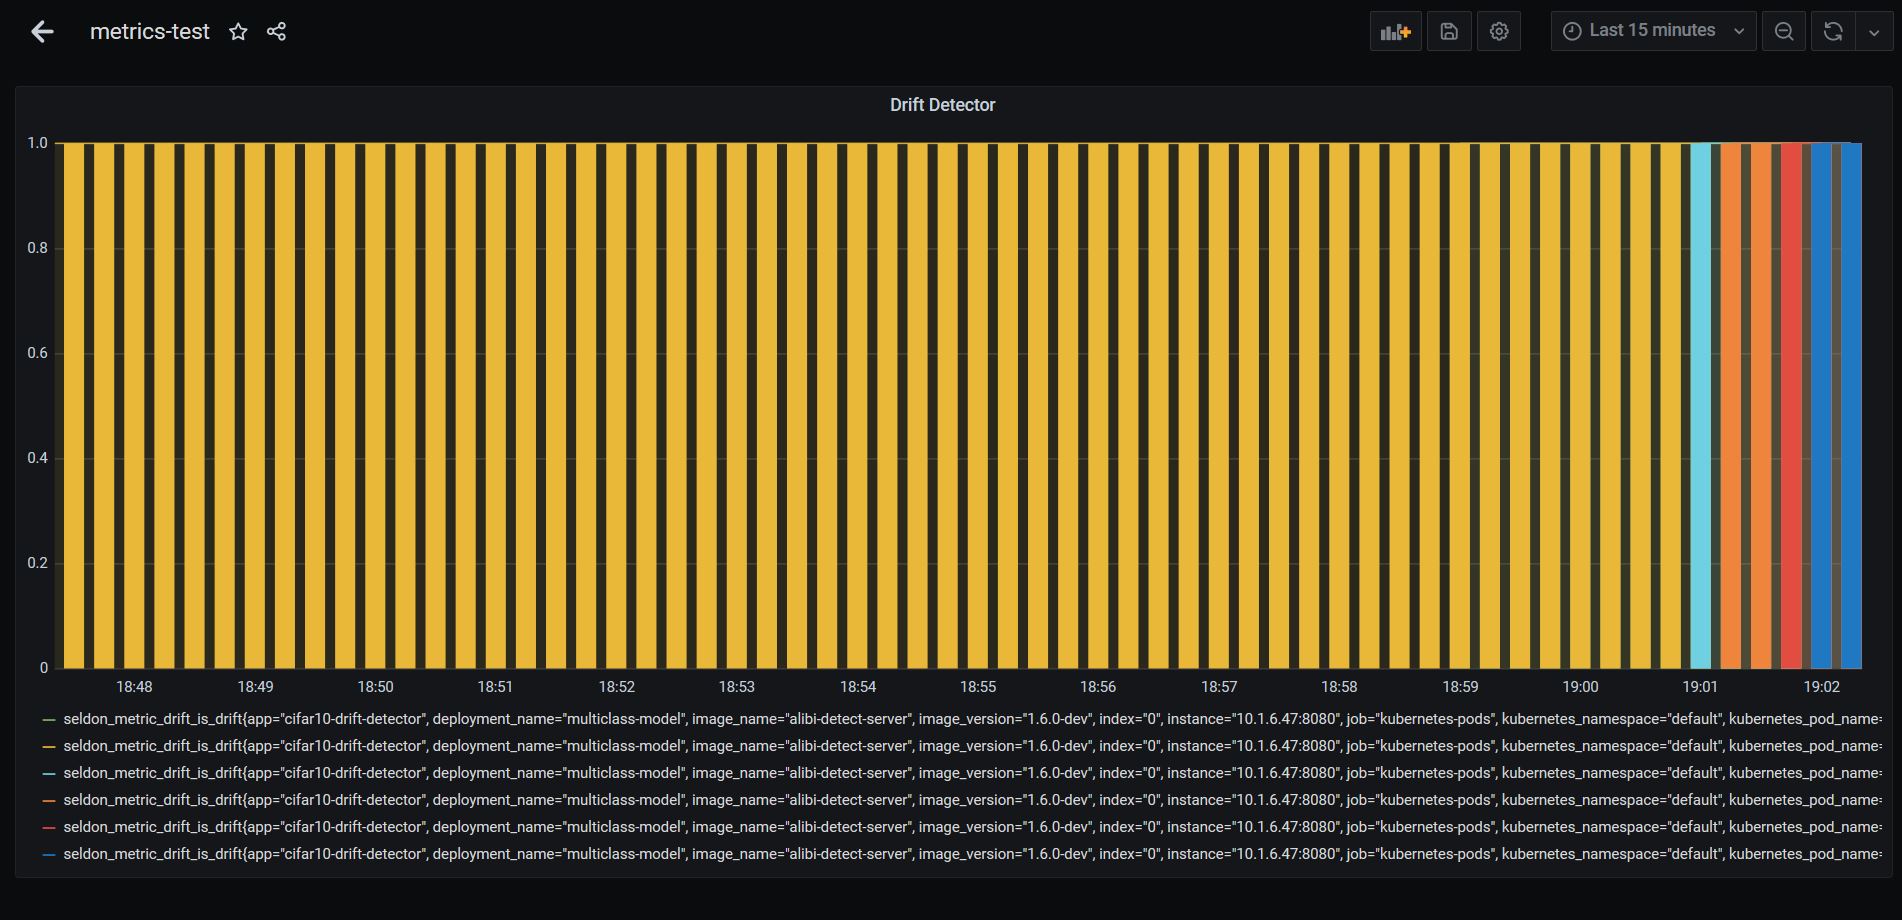 metrics-test
Last 15 minutes
Drift Detector
1.0
0.8
0.6
0.4
0.2
0
18:48 18:49 18:50 18:51 18:52 18:53 18:54 18:55 18:56 18:57 18:58 18:59 19:00 19:01 19:02
seldon_metric_drift_is_drift{app="cifar10-drift-detector", deployment_name="multiclass-model", image_name="alibi-detect-server", image_version="1.6.0-dev", index="0", instance="10.1.6.47:8080", job="kubernetes-pods", kubernetes_namespace="default", kubernetes_pod_name=
seldon_metric_drift_is_drift{app="cifar10-drift-detector", deployment_name="multiclass-model", image_name="alibi-detect-server", image_version="1.6.0-dev", index="0", instance="10.1.6.47:8080", job="kubernetes-pods", kubernetes_namespace="default", kubernetes_pod_name=
seldon_metric_drift_is_drift{app="cifar10-drift-detector", deployment_name="multiclass-model", image_name="alibi-detect-server", image_version="1.6.0-dev", index="0", instance="10.1.6.47:8080", job="kubernetes-pods", kubernetes_namespace="default", kubernetes_pod_name=
seldon_metric_drift_is_drift{app="cifar10-drift-detector", deployment_name="multiclass-model", image_name="alibi-detect-server", image_version="1.6.0-dev", index="0", instance="10.1.6.47:8080", job="kubernetes-pods", kubernetes_namespace="default", kubernetes_pod_name=
seldon_metric_drift_is_drift{app="cifar10-drift-detector", deployment_name="multiclass-model", image_name="alibi-detect-server", image_version="1.6.0-dev", index="0", instance="10.1.6.47:8080", job="kubernetes-pods", kubernetes_namespace="default", kubernetes_pod_name=
seldon_metric_drift_is_drift{app="cifar10-drift-detector", deployment_name="multiclass-model", image_name="alibi-detect-server", image_version="1.6.0-dev", index="0", instance="10.1.6.47:8080", job="kubernetes-pods", kubernetes_namespace="default", kubernetes_pod_name=